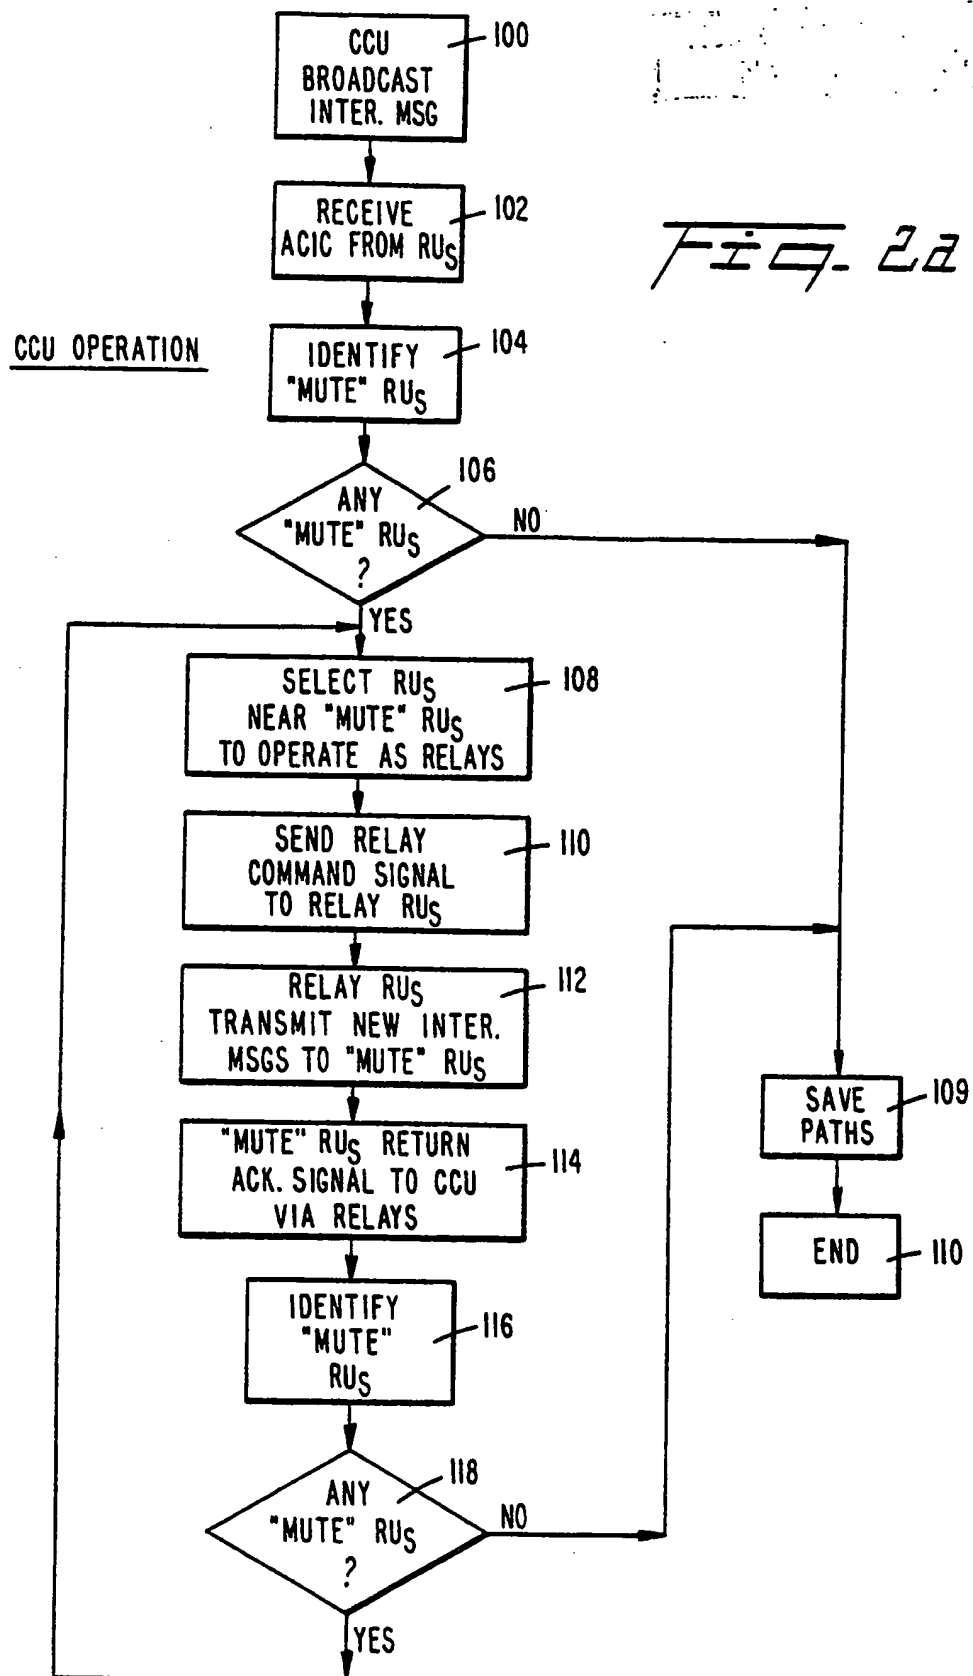 CCU
BROADCAST
INTER. MSG
100
RECEIVE
ACIC FROM RUS
102
Fig. 2a
CCU OPERATION
IDENTIFY
"MUTE" RUS
104
ANY
"MUTE" RUS
?
106
NO
YES
SELECT RUS
NEAR "MUTE" RUS
TO OPERATE AS RELAYS
108
SEND RELAY
COMMAND SIGNAL
TO RELAY RUS
110
RELAY RUS
TRANSMIT NEW INTER.
MSGS TO "MUTE" RUS
112
"MUTE" RUS RETURN
ACK. SIGNAL TO CCU
VIA RELAYS
114
SAVE
PATHS
109
END
110
IDENTIFY
"MUTE"
RUS
116
ANY
"MUTE" RUS
?
118
NO
YES